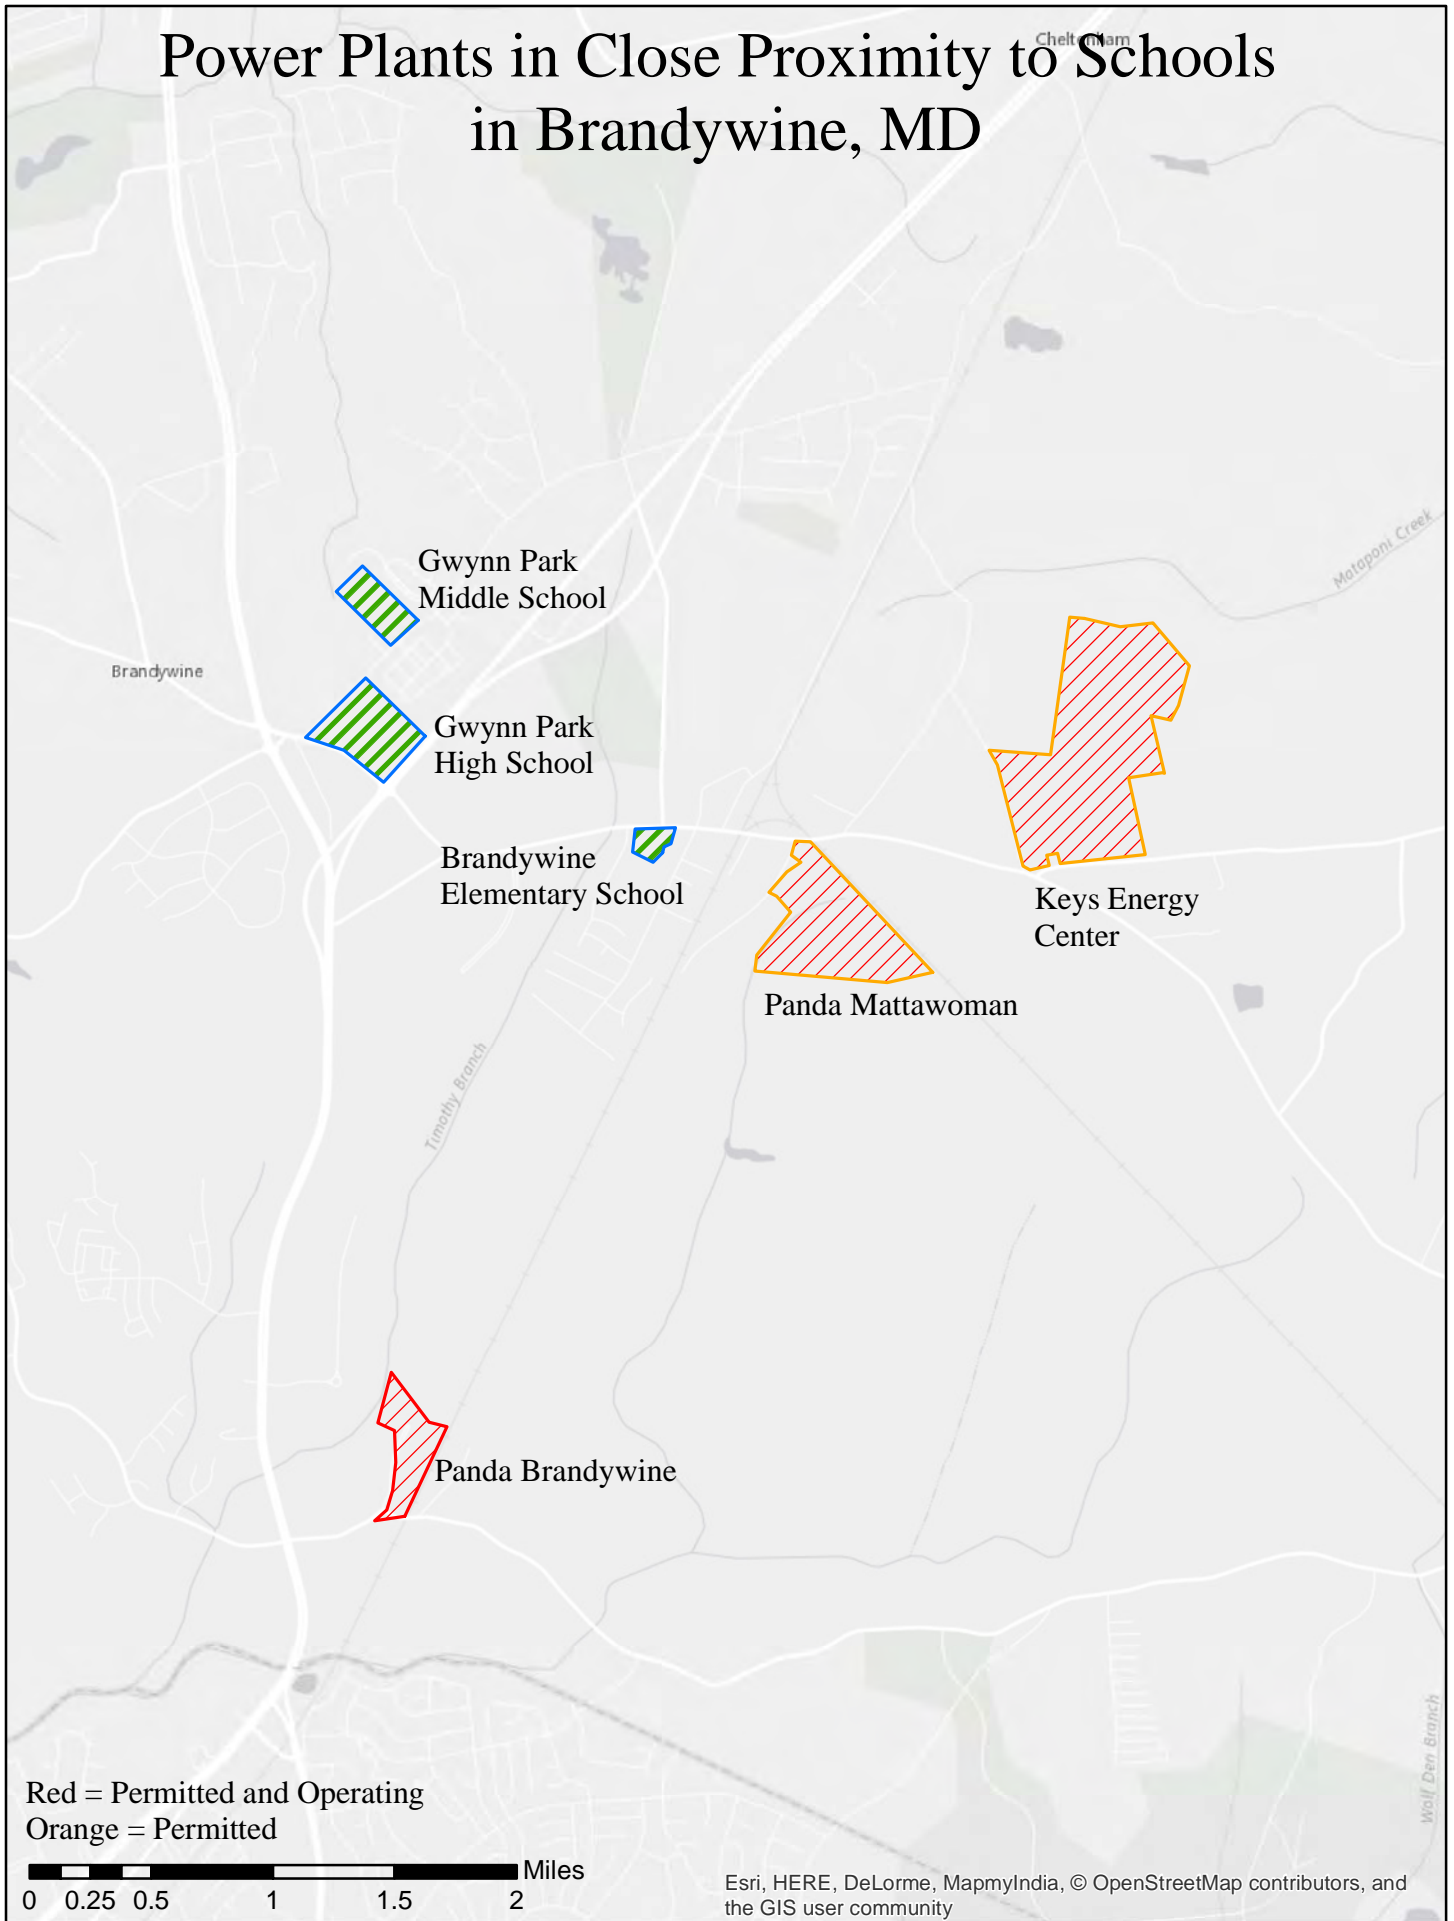 Power Plants in Close Proximity to Schools
in Brandywine, MD
Cheltenham
Mataponi Creek
Gwynn Park
Middle School
Brandywine
Gwynn Park
High School
Brandywine
Elementary School
Keys Energy
Center
Panda Mattawoman
Timothy Branch
Panda Brandywine
Wolf Den Branch
Red = Permitted and Operating
Orange = Permitted
Miles
0 0.25 0.5 1 1.5 2
Esri, HERE, DeLorme, MapmyIndia, © OpenStreetMap contributors, and
the GIS user community